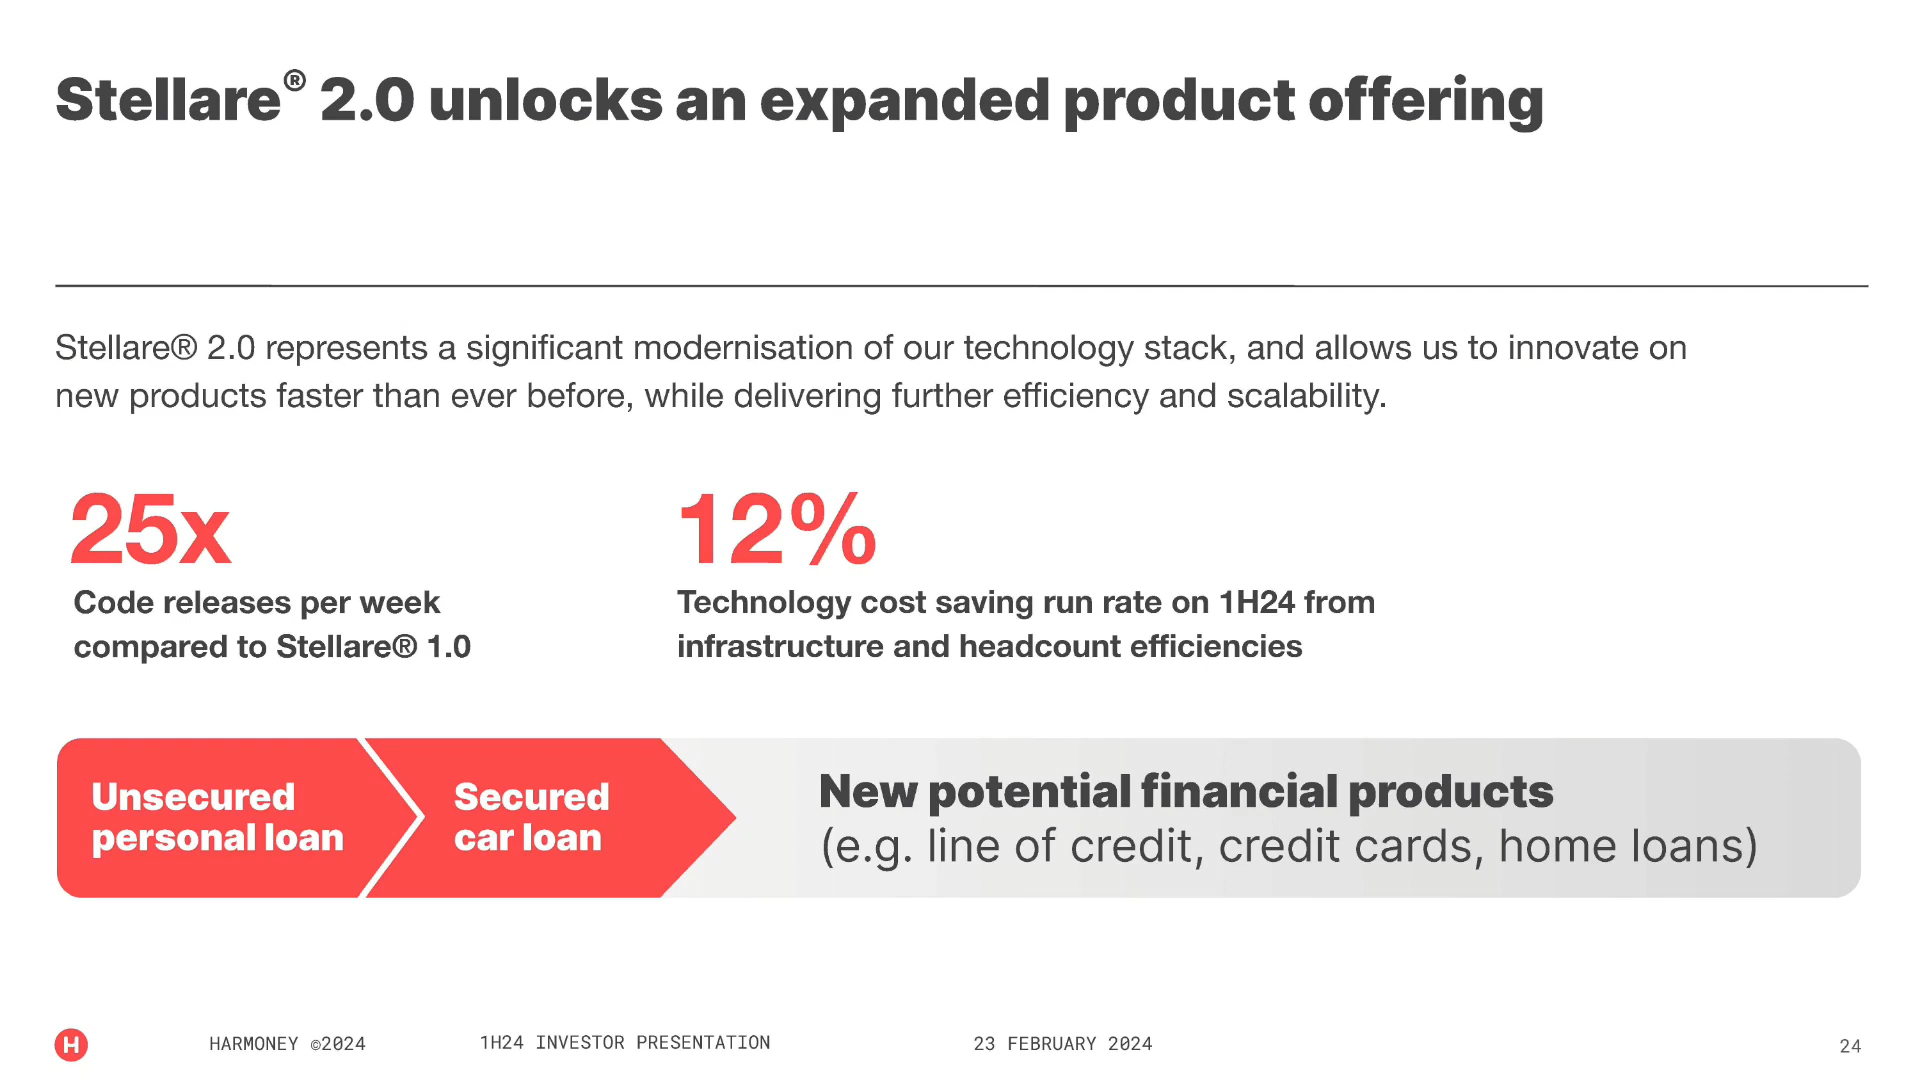 Stellare® 2.0 unlocks an expanded product offering
Stellare® 2.0 represents a significant modernisation of our technology stack, and allows us to innovate on
new products faster than ever before, while delivering further efficiency and scalability.
25x
Code releases per week
compared to Stellare® 1.0
12%
Technology cost saving run rate on 1H24 from
infrastructure and headcount efficiencies
Unsecured
personal loan
Secured
car loan
New potential financial products
(e.g. line of credit, credit cards, home loans)
H
HARMONEY ©2024
1H24 INVESTOR PRESENTATION
23 FEBRUARY 2024
24